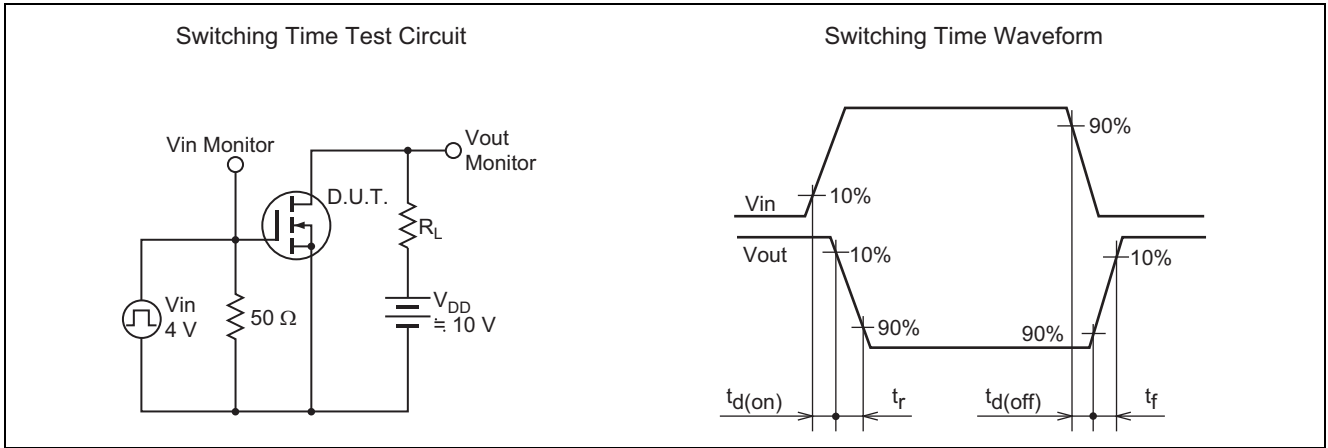 Switching Time Test Circuit
Vin Monitor
Vout
Monitor
D.U.T.
RL
Vin
4 V
50 Ω
VDD
≒ 10 V
Switching Time Waveform
90%
10%
Vin
Vout
10%
10%
90%
90%
td(on)
tr
td(off)
tf